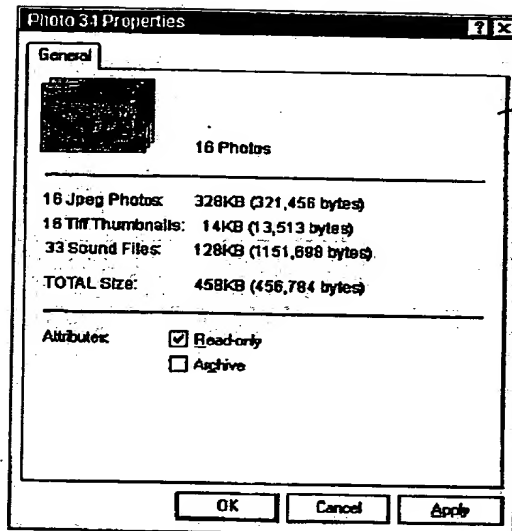 Photo 31 Properties
General
16 Photos
16 Jpeg Photos: 328KB (321,456 bytes)
16 Tiff Thumbnails: 14KB (13,513 bytes)
33 Sound Files: 128KB (1151,698 bytes)
TOTAL Size: 458KB (456,784 bytes)
Attributes: Read-only
Archive
OK Cancel Apply